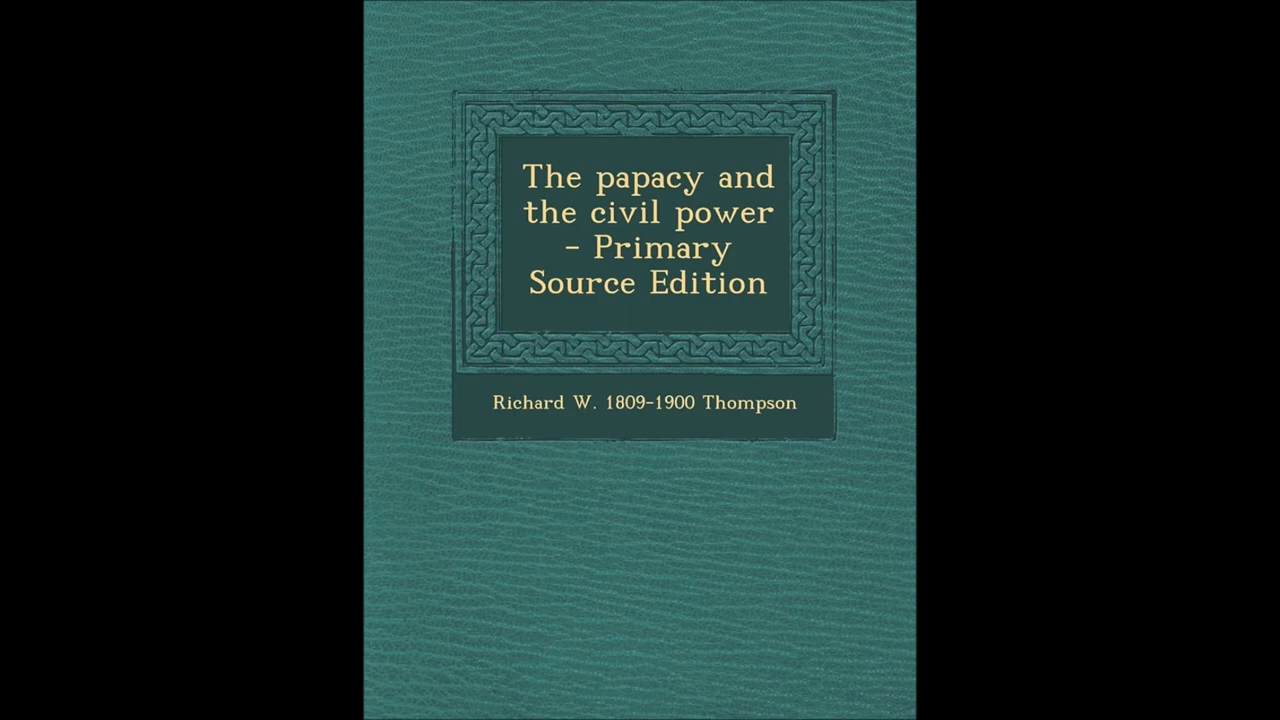 The papacy and
the civil power
- Primary
Source Edition
Richard W. 1809-1900 Thompson